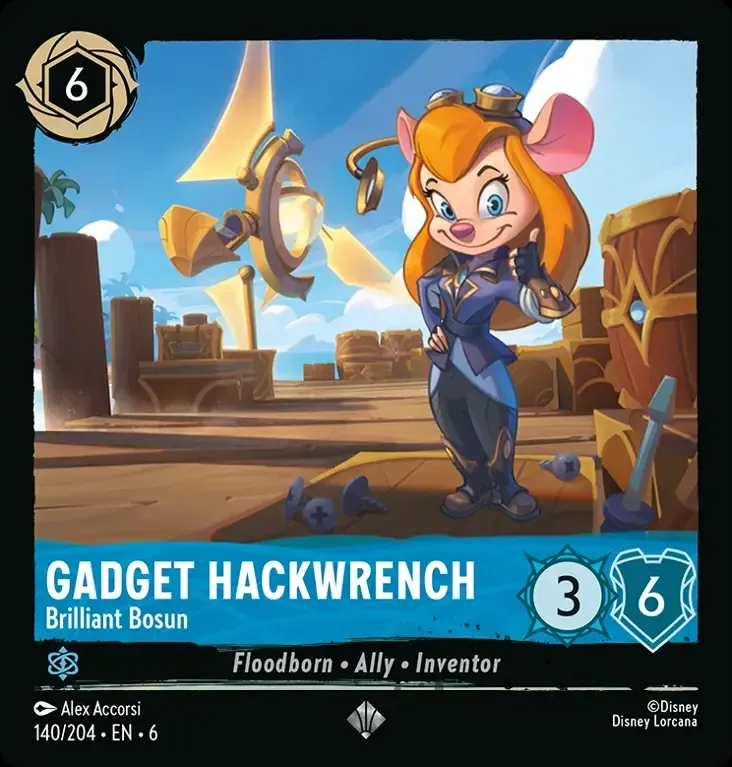 6
GADGET HACKWRENCH
Brilliant Bosun
3
6
Floodborn • Ally • Inventor
Alex Accorsi
140/204 • EN • 6
©Disney
Disney Lorcana